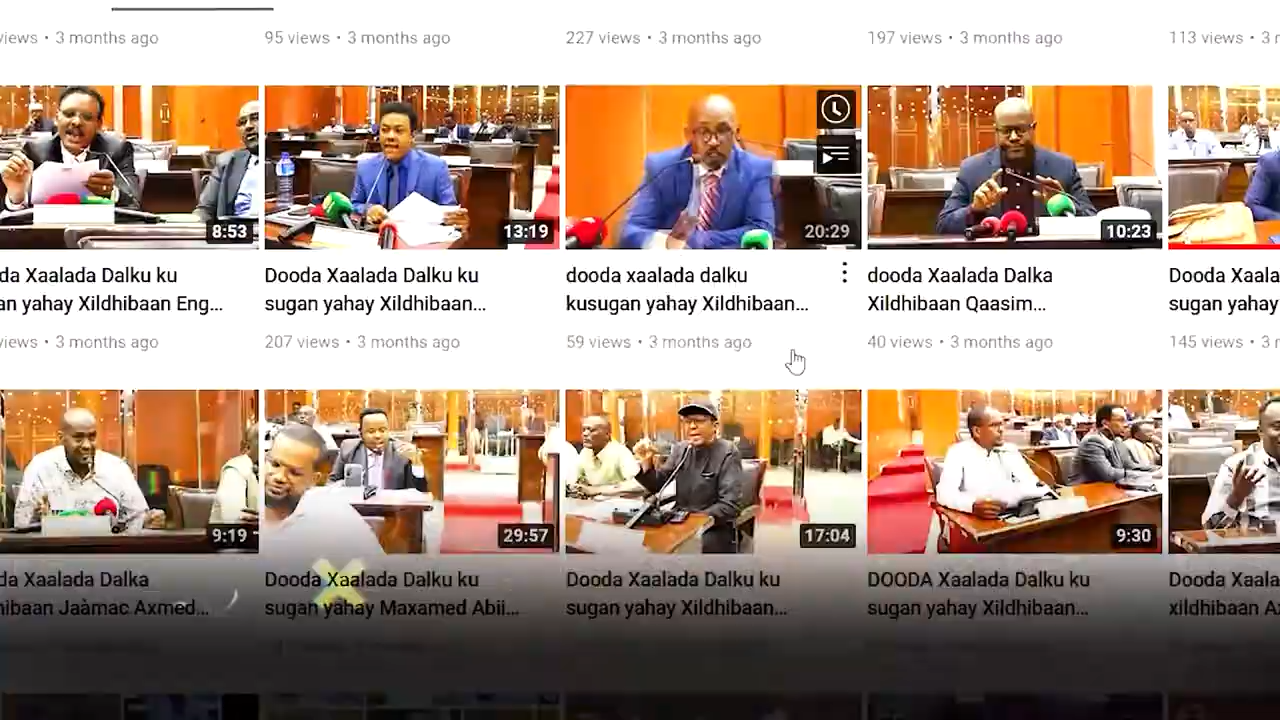 views • 3 months ago
95 views • 3 months ago
227 views • 3 months ago
197 views • 3 months ago
113 views • 3
8:53
13:19
20:29
10:23
da Xaalada Dalku ku
an yahay Xildhibaan Eng...
Dooda Xaalada Dalku ku
sugan yahay Xildhibaan...
dooda xaalada dalku
kusugan yahay Xildhibaan...
dooda Xaalada Dalka
Xildhibaan Qaasim...
Dooda Xaala
sugan yahay
views • 3 months ago
207 views • 3 months ago
59 views • 3 months ago
40 views • 3 months ago
145 views • 3
9:19
29:57
17:04
9:30
da Xaalada Dalka
hibaan Jaàmac Axmed...
Dooda Xaalada Dalku ku
sugan yahay Maxamed Abii...
Dooda Xaalada Dalku ku
sugan yahay Xildhibaan...
DOODA Xaalada Dalku ku
sugan yahay Xildhibaan...
Dooda Xaala
xildhibaan A